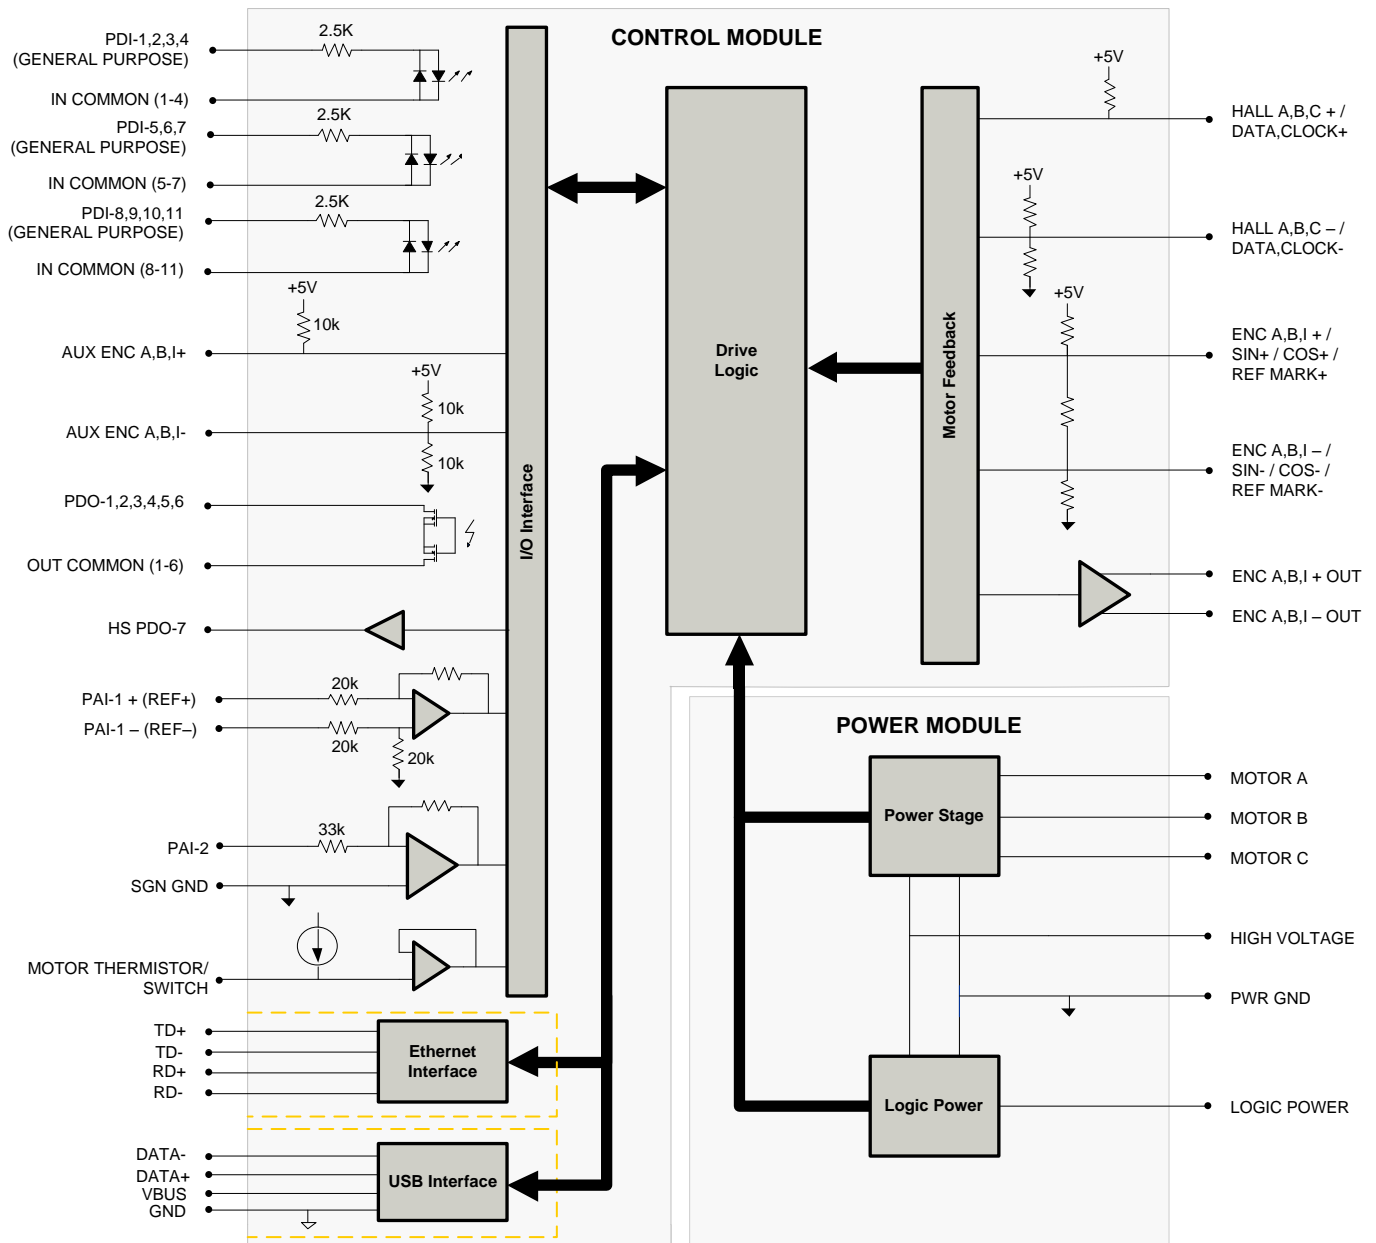 CONTROL MODULE
PDI-1,2,3,4
(GENERAL PURPOSE)
2.5K
IN COMMON (1-4)
PDI-5,6,7
(GENERAL PURPOSE)
2.5K
IN COMMON (5-7)
PDI-8,9,10,11
(GENERAL PURPOSE)
2.5K
IN COMMON (8-11)
+5V
10k
AUX ENC A,B,I+
+5V
10k
AUX ENC A,B,I-
10k
PDO-1,2,3,4,5,6
OUT COMMON (1-6)
HS PDO-7
PAI-1 + (REF+)
20k
PAI-1 – (REF–)
20k
20k
PAI-2
33k
SGN GND
MOTOR THERMISTOR/
SWITCH
I/O Interface
TD+
TD-
RD+
RD-
Ethernet
Interface
DATA-
DATA+
VBUS
GND
USB Interface
Drive
Logic
Motor Feedback
+5V
HALL A,B,C + /
DATA,CLOCK+
+5V
HALL A,B,C – /
DATA,CLOCK-
+5V
ENC A,B,I + /
SIN+ / COS+ /
REF MARK+
ENC A,B,I – /
SIN- / COS- /
REF MARK-
ENC A,B,I + OUT
ENC A,B,I – OUT
POWER MODULE
Power Stage
MOTOR A
MOTOR B
MOTOR C
HIGH VOLTAGE
PWR GND
Logic Power
LOGIC POWER